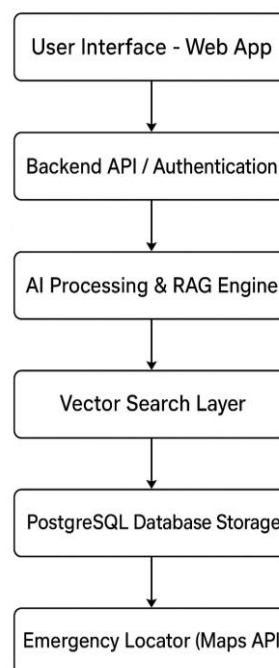 User Interface - Web App
Backend API / Authentication
AI Processing & RAG Engine
Vector Search Layer
PostgreSQL Database Storage
Emergency Locator (Maps API